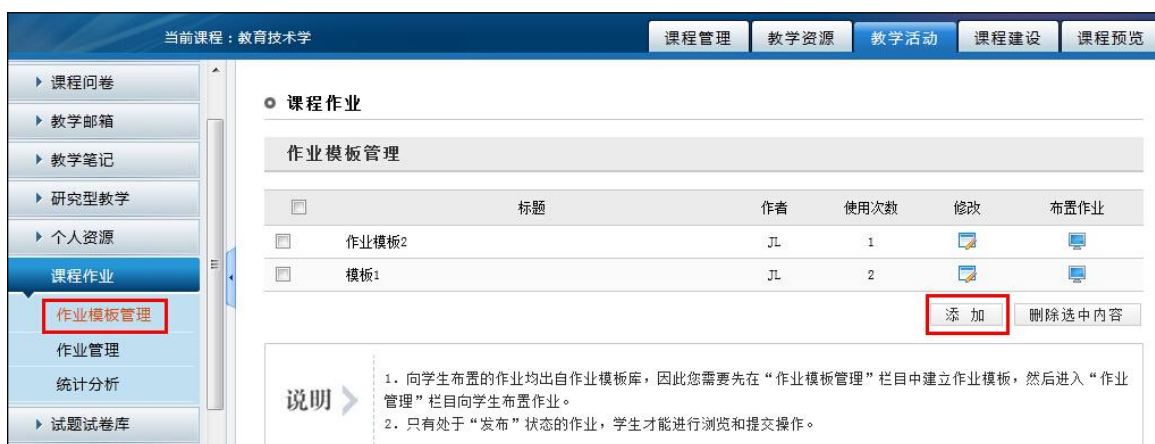 当前课程：教育技术学
课程管理 教学资源 教学活动 课程建设 课程预览
课程问卷
教学邮箱
教学笔记
研究型教学
个人资源
课程作业
作业模板管理
作业管理
统计分析
试题试卷库
课程作业
作业模板管理
标题 作者 使用次数 修改 布置作业
作业模板2 JL 1
模板1 JL 2
添 加 删除选中内容
说明
1. 向学生布置的作业均出自作业模板库，因此您需要先在“作业模板管理”栏目中建立作业模板，然后进入“作业
管理”栏目向学生布置作业。
2. 只有处于“发布”状态的作业，学生才能进行浏览和提交操作。